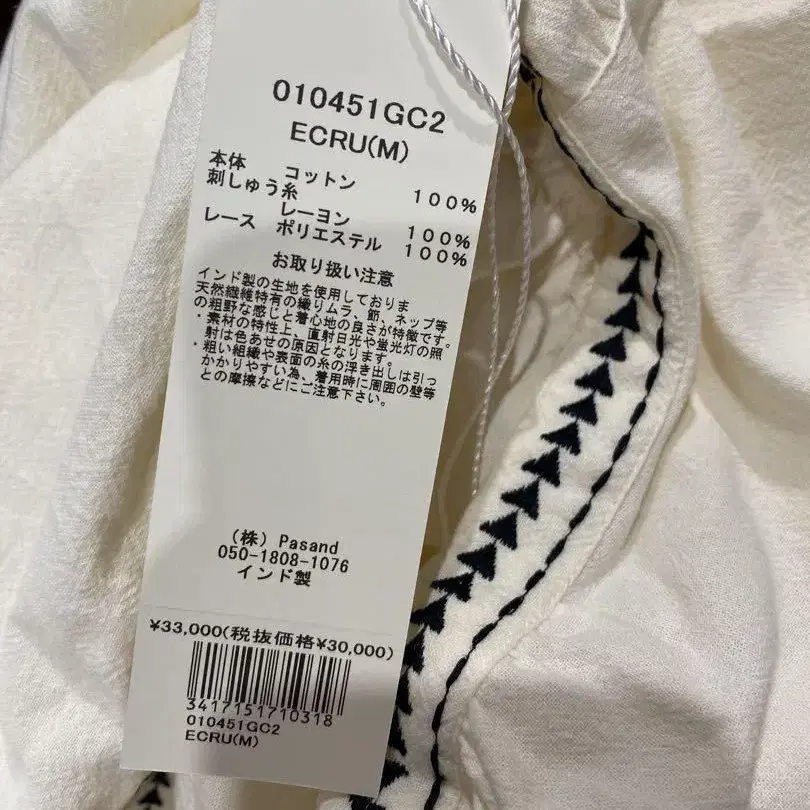 010451GC2
ECRU(M)
本体 コットン 100%
刺しゅう糸
レーヨン 100%
レース ポリエステル 100%
お取り扱い注意
インド製の生地を使用しておりま
天然繊維特有の織りムラ、節、ネップ等
の粗野な感じと着心地の良さが特徴です。
・素材の特性上、直射日光や蛍光灯の照
射は色あせの原因となります。
・粗い組織や表面の糸の浮き出しは引っ
かかりやすい為、着用時に周囲の壁等
との摩擦などにご注意下さい。
(株) Pasand
050-1808-1076
インド製
¥33,000(税抜価格¥30,000)
3417151710318
010451GC2
ECRU(M)